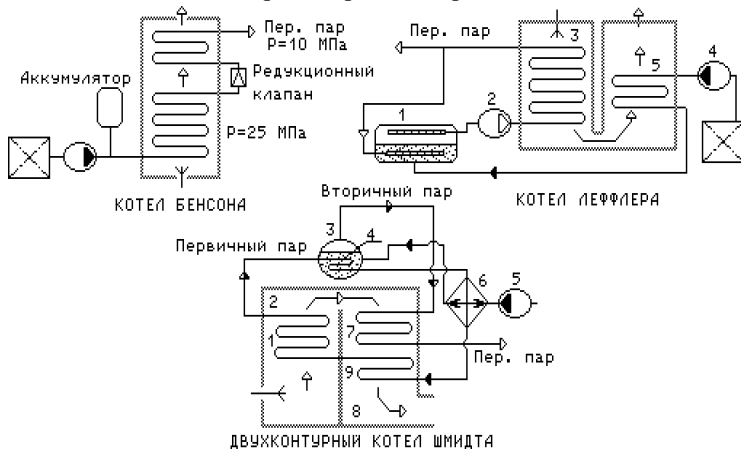 Пер. пар
P=10 МПа
Аккумулятор
Редукционный
клапан
P=25 МПа
КОТЕЛ БЕНСОНА
Пер. пар
3
4
5
1
2
КОТЕЛ ЛЕФФЛЕРА
Вторичный пар
3
4
Первичный пар
6
5
2
1
7
Пер. пар
9
8
ДВУХКОНТУРНЫЙ КОТЕЛ ШМИДТА